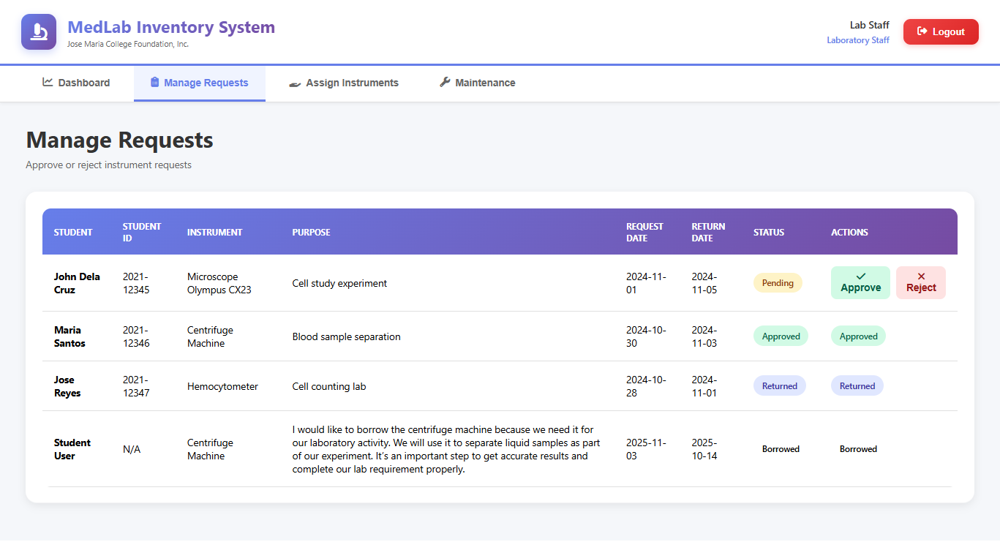 MedLab Inventory System
Jose Maria College Foundation, Inc.
Lab Staff
Laboratory Staff
Logout
Dashboard
Manage Requests
Assign Instruments
Maintenance
Manage Requests
Approve or reject instrument requests
STUDENT
STUDENT
ID
INSTRUMENT
PURPOSE
REQUEST
DATE
RETURN
DATE
STATUS
ACTIONS
John Dela
Cruz
2021-
12345
Microscope
Olympus CX23
Cell study experiment
2024-11-
01
2024-
11-05
Pending
Approve
Reject
Maria
Santos
2021-
12346
Centrifuge
Machine
Blood sample separation
2024-10-
30
2024-
11-03
Approved
Approved
Jose
Reyes
2021-
12347
Hemocytometer
Cell counting lab
2024-10-
28
2024-
11-01
Returned
Returned
Student
User
N/A
Centrifuge
Machine
I would like to borrow the centrifuge machine because we need it for
our laboratory activity. We will use it to separate liquid samples as part
of our experiment. It's an important step to get accurate results and
complete our lab requirement properly.
2025-11-
03
2025-
10-14
Borrowed
Borrowed